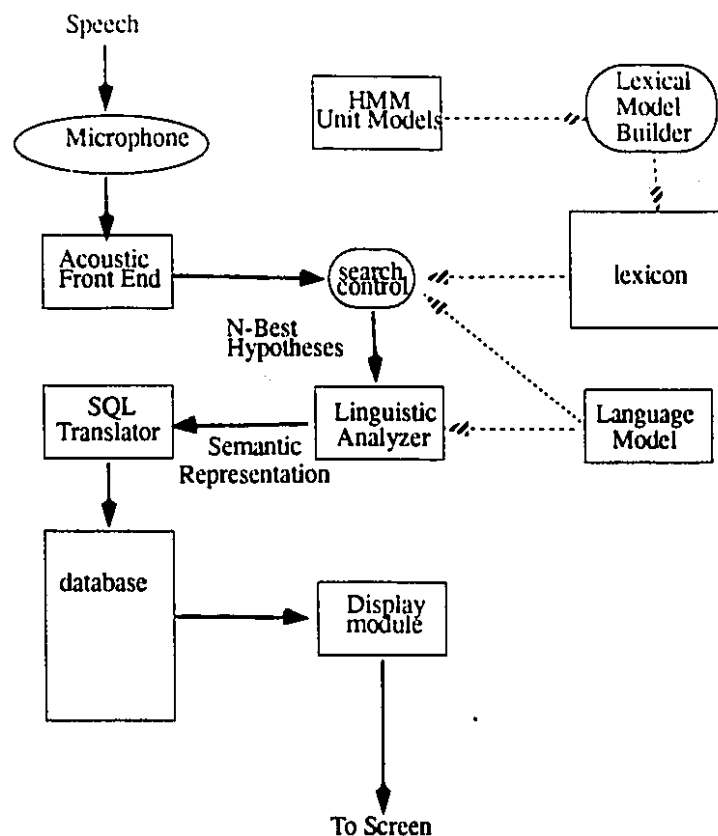 Speech
Microphone
HMM
Unit Models
Lexical
Model
Builder
Acoustic
Front End
search
control
lexicon
N-Best
Hypotheses
SQL
Translator
Linguistic
Analyzer
Language
Model
Semantic
Representation
database
Display
module
To Screen